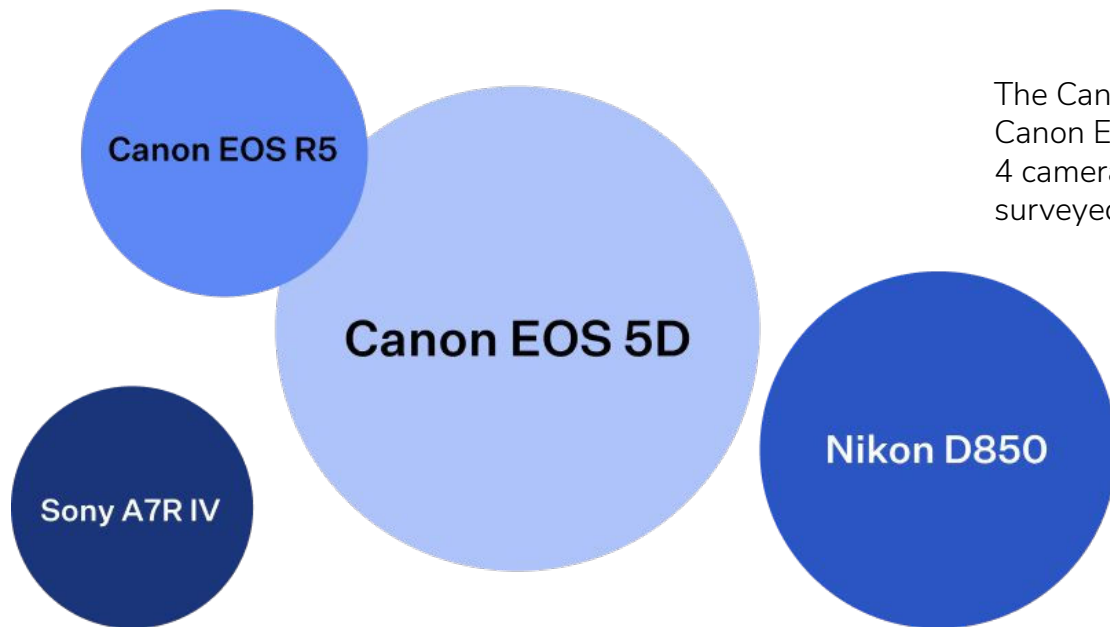 Canon EOS R5
The Can
Canon E
4 camera
surveyed
Canon EOS 5D
Nikon D850
Sony A7R IV